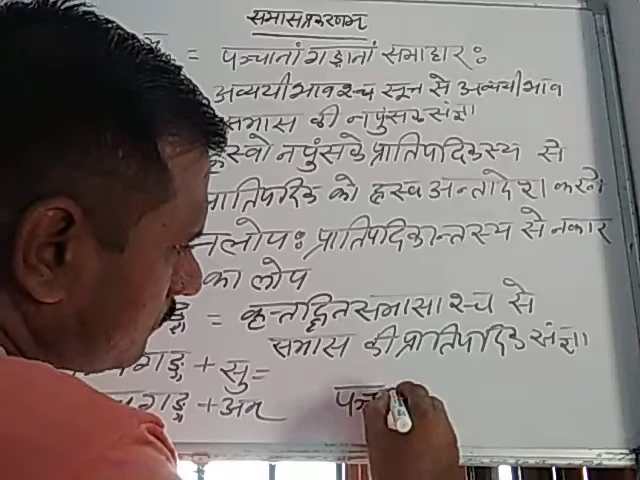 समासप्रकरणम्
= पञ्चानां गङ्गानां समाहारः
अव्ययीभावश्च सूत्र से अव्ययीभाव
समास की नपुंसक संज्ञा
ह्रस्वो नपुंसके प्रातिपदिकस्य से
प्रातिपदिक को ह्रस्व अन्तादेश करने
नलोपः प्रातिपदिकान्तस्य से नकार
का लोप
= कृत्तद्धितसमासाश्च से
समास की प्रातिपदिक संज्ञा
गङ्ग + सु =
गङ्ग + अम् पञ्च